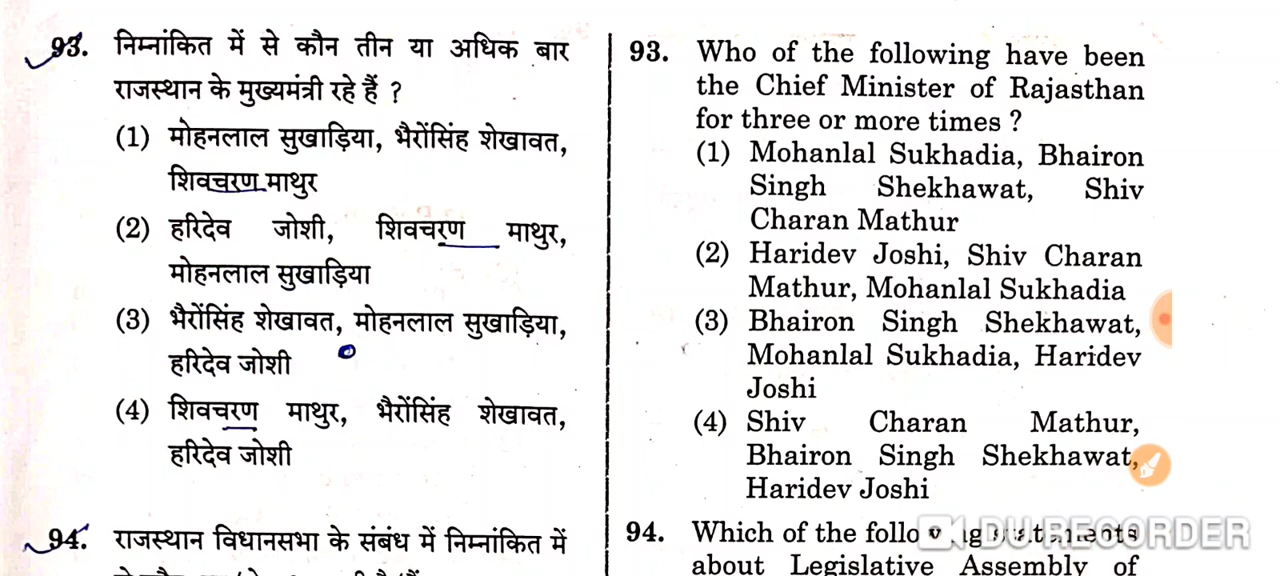 93. निम्नांकित में से कौन तीन या अधिक बार
राजस्थान के मुख्यमंत्री रहे हैं ?
(1) मोहनलाल सुखाड़िया, भैरोंसिंह शेखावत,
शिवचरण माथुर
(2) हरिदेव जोशी, शिवचरण माथुर,
मोहनलाल सुखाड़िया
(3) भैरोंसिंह शेखावत, मोहनलाल सुखाड़िया,
हरिदेव जोशी
(4) शिवचरण माथुर, भैरोंसिंह शेखावत,
हरिदेव जोशी
94. राजस्थान विधानसभा के संबंध में निम्नांकित में
93. Who of the following have been
the Chief Minister of Rajasthan
for three or more times ?
(1) Mohanlal Sukhadia, Bhairon
Singh Shekhawat, Shiv
Charan Mathur
(2) Haridev Joshi, Shiv Charan
Mathur, Mohanlal Sukhadia
(3) Bhairon Singh Shekhawat,
Mohanlal Sukhadia, Haridev
Joshi
(4) Shiv Charan Mathur,
Bhairon Singh Shekhawat,
Haridev Joshi
94. Which of the following statements
about Legislative Assembly of
DU RECORDER